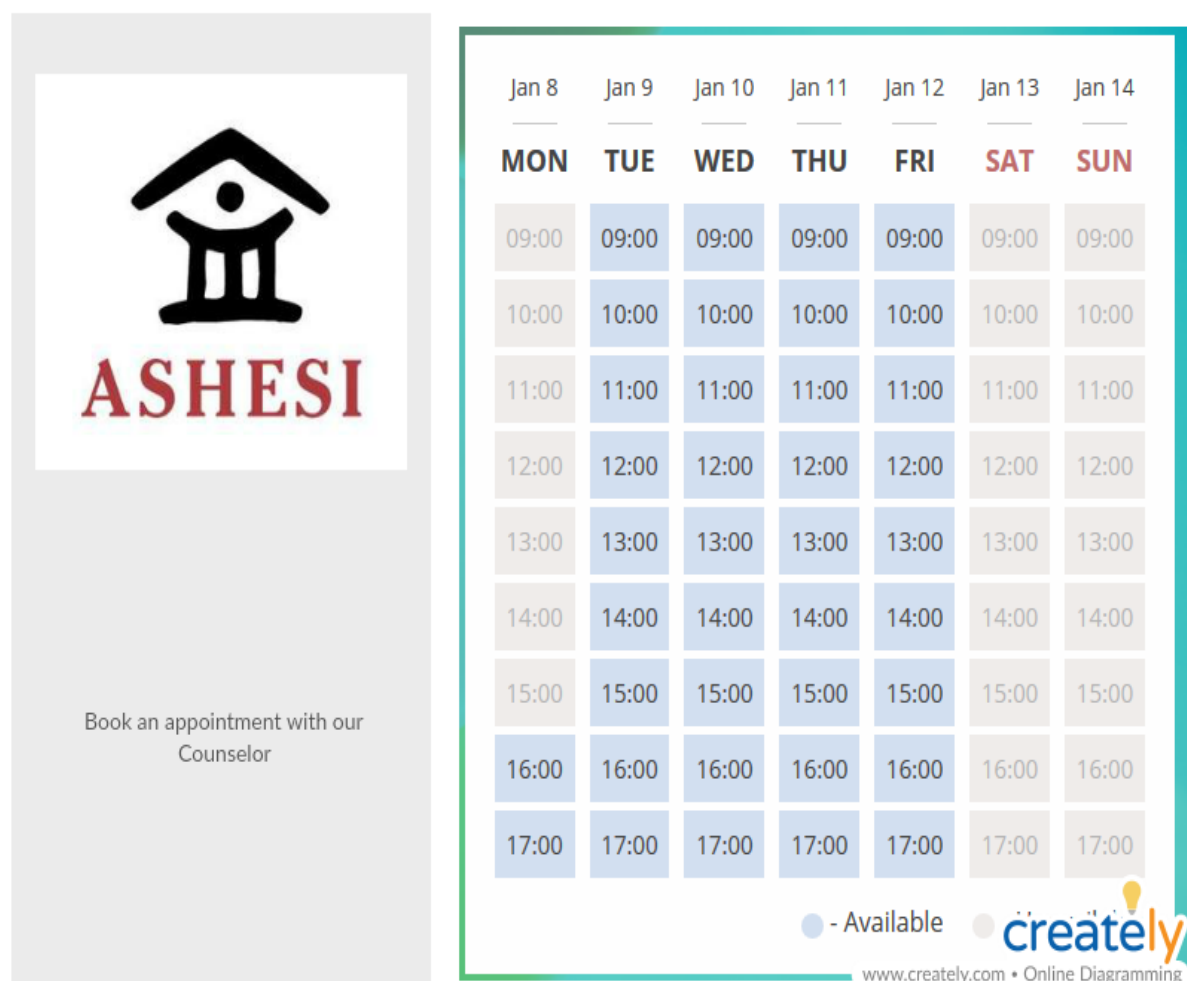 ASHESI
Book an appointment with our
Counselor
Jan 8 Jan 9 Jan 10 Jan 11 Jan 12 Jan 13 Jan 14
MON TUE WED THU FRI SAT SUN
09:00 09:00 09:00 09:00 09:00 09:00 09:00
10:00 10:00 10:00 10:00 10:00 10:00 10:00
11:00 11:00 11:00 11:00 11:00 11:00 11:00
12:00 12:00 12:00 12:00 12:00 12:00 12:00
13:00 13:00 13:00 13:00 13:00 13:00 13:00
14:00 14:00 14:00 14:00 14:00 14:00 14:00
15:00 15:00 15:00 15:00 15:00 15:00 15:00
16:00 16:00 16:00 16:00 16:00 16:00 16:00
17:00 17:00 17:00 17:00 17:00 17:00 17:00
- Available
creately
www.creately.com • Online Diagramming